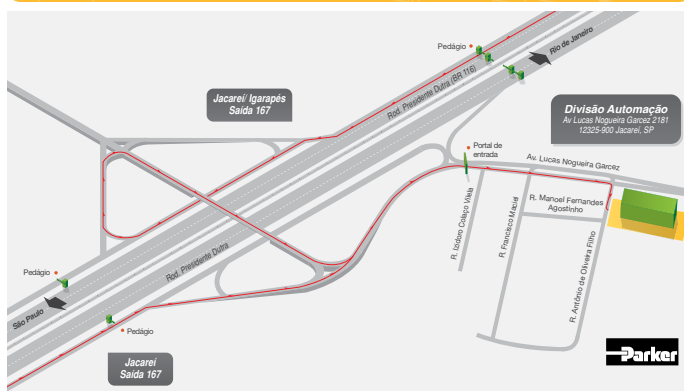 Pedágio
Rio de Janeiro
Rod. Presidente Dutra (BR 116)
Jacareí/ Igarapés
Saída 167
Divisão Automação
Av Lucas Nogueira Garcez 2181
12325-900 Jacareí, SP
Portal de
entrada
Av. Lucas Nogueira Garcez
R. Isidoro Colaço Vilela
R. Francisco Maciel
R. Manoel Fernandes
Agostinho
R. Antônio de Oliveira Filho
Rod. Presidente Dutra
Pedágio
São Paulo
Pedágio
Jacareí
Saída 167
Parker